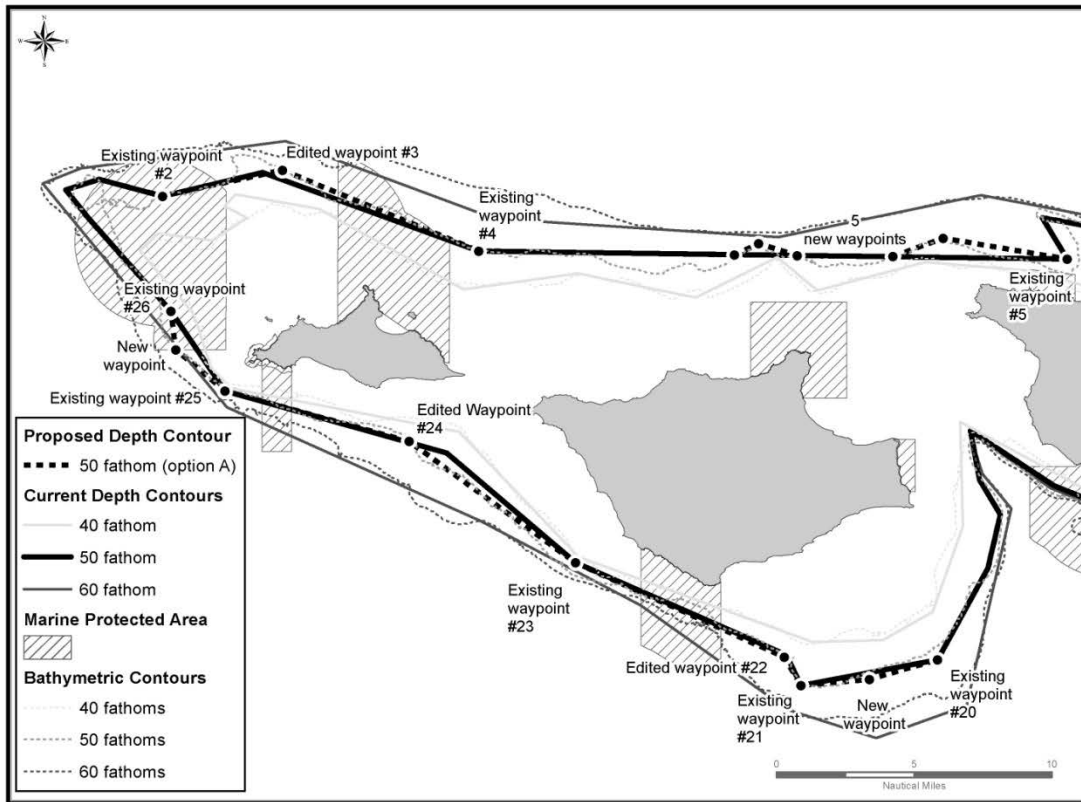 N
W E
S
Existing waypoint
#2
Edited waypoint #3
Existing
waypoint
#4
5
new waypoints
Existing
waypoint
#5
Existing waypoint
#26
New
waypoint
Existing waypoint #25
Edited Waypoint
#24
Existing
waypoint
#23
Edited waypoint #22
Existing
waypoint
#21
New
waypoint
Existing
waypoint
#20
Proposed Depth Contour
50 fathom (option A)
Current Depth Contours
40 fathom
50 fathom
60 fathom
Marine Protected Area
Bathymetric Contours
40 fathoms
50 fathoms
60 fathoms
0 5 10
Nautical Miles